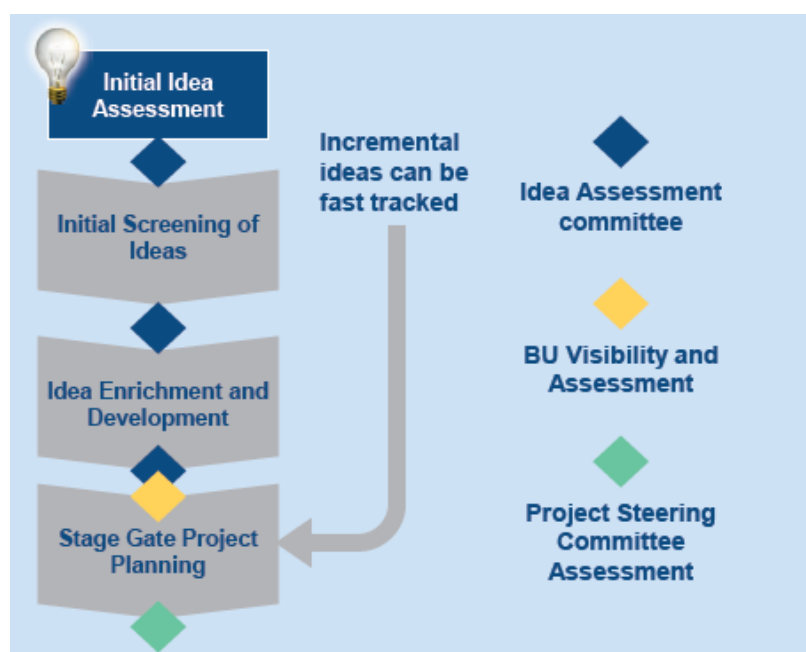 Initial Idea
Assessment
Initial Screening of
Ideas
Idea Enrichment and
Development
Stage Gate Project
Planning
Incremental
ideas can be
fast tracked
Idea Assessment
committee
BU Visibility and
Assessment
Project Steering
Committee
Assessment